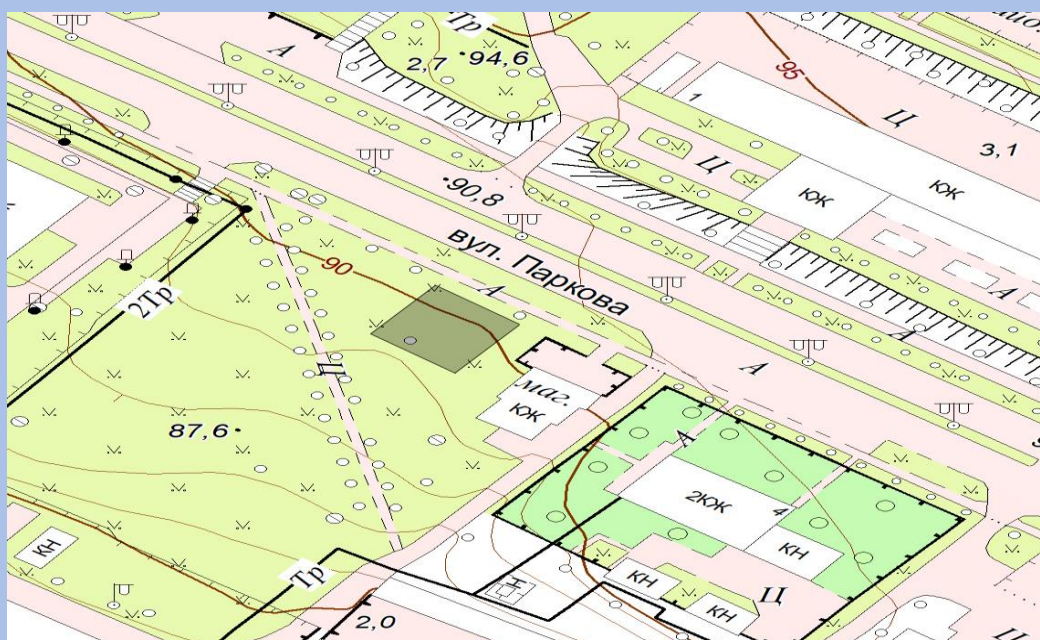 Тр
А
2,7
94,6
95
1
Ц
3,1
Ц
КЖ
КЖ
90,8
вул. Паркова
А
90
А
А
2Тр
П
А
маг.
КЖ
87,6
А
2КЖ
4
КН
КН
КН
КН
Н
Ц
Тр
2,0